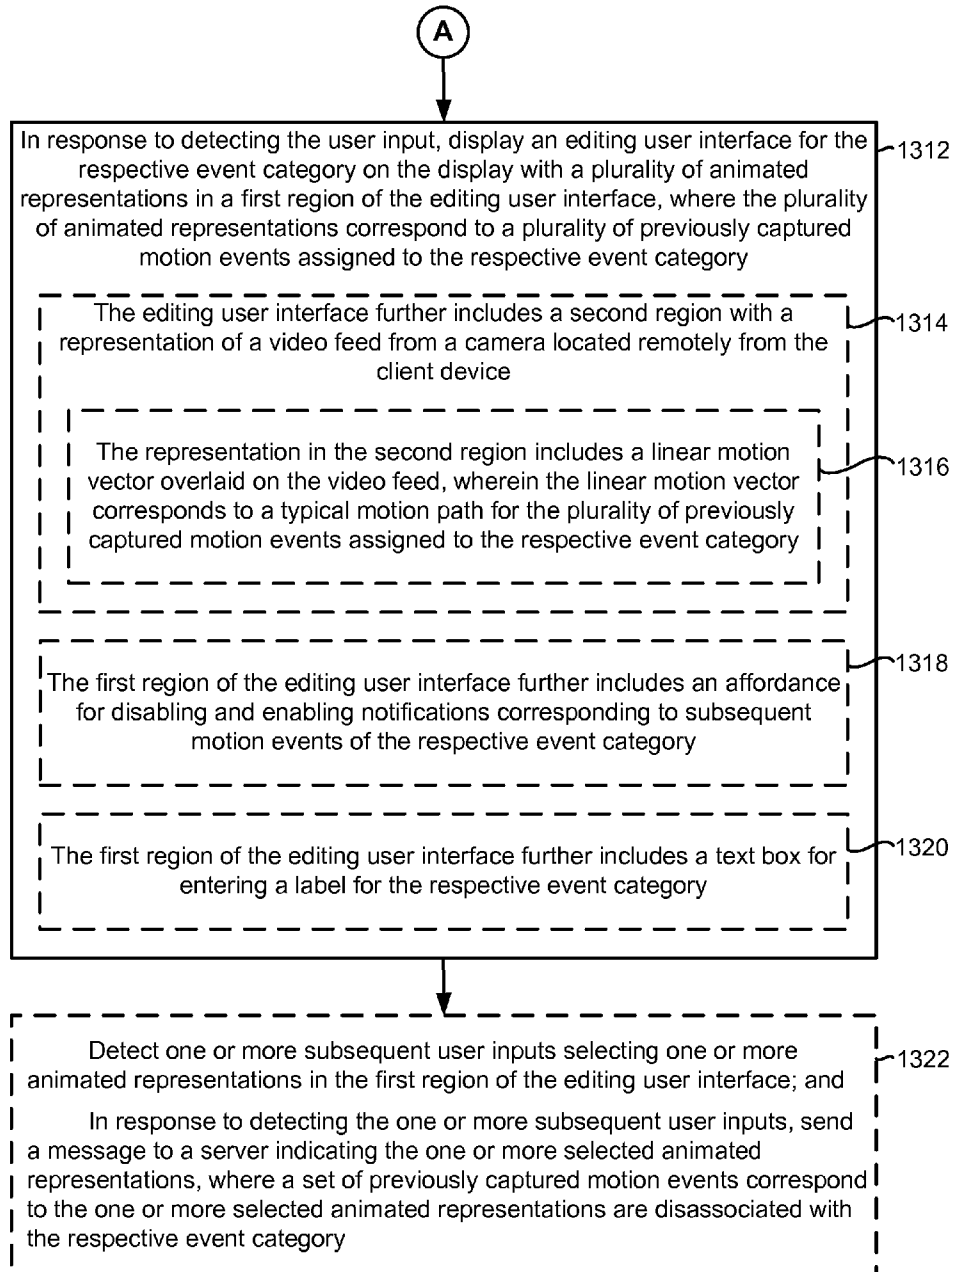 A
In response to detecting the user input, display an editing user interface for the
respective event category on the display with a plurality of animated
representations in a first region of the editing user interface, where the plurality
of animated representations correspond to a plurality of previously captured
motion events assigned to the respective event category
1312
The editing user interface further includes a second region with a
representation of a video feed from a camera located remotely from the
client device
1314
The representation in the second region includes a linear motion
vector overlaid on the video feed, wherein the linear motion vector
corresponds to a typical motion path for the plurality of previously
captured motion events assigned to the respective event category
1316
The first region of the editing user interface further includes an affordance
for disabling and enabling notifications corresponding to subsequent
motion events of the respective event category
1318
The first region of the editing user interface further includes a text box for
entering a label for the respective event category
1320
Detect one or more subsequent user inputs selecting one or more
animated representations in the first region of the editing user interface; and
In response to detecting the one or more subsequent user inputs, send
a message to a server indicating the one or more selected animated
representations, where a set of previously captured motion events correspond
to the one or more selected animated representations are disassociated with
the respective event category
1322